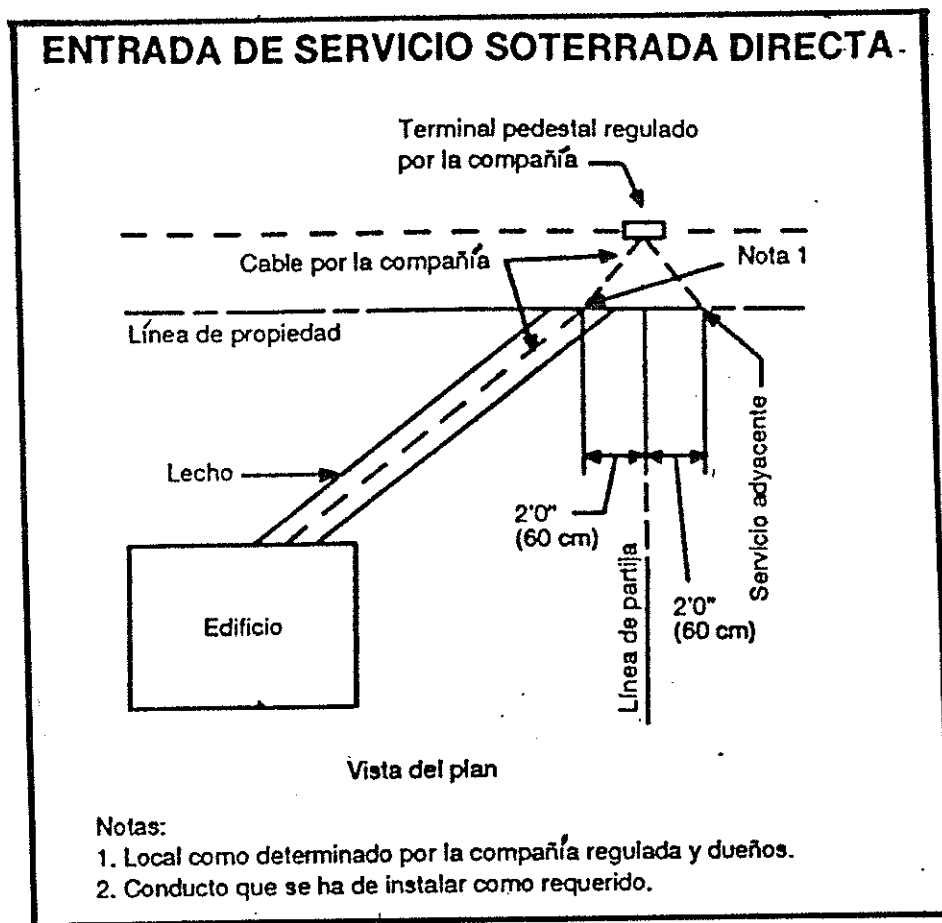 ENTRADA DE SERVICIO SOTERRADA DIRECTA
Terminal pedestal regulado
por la compañía
Cable por la compañía
Nota 1
Línea de propiedad
Lecho
2'0"
(60 cm)
Línea de partija
2'0"
(60 cm)
Servicio adyacente
Edificio
Vista del plan
Notas:
1. Local como determinado por la compañía regulada y dueños.
2. Conducto que se ha de instalar como requerido.